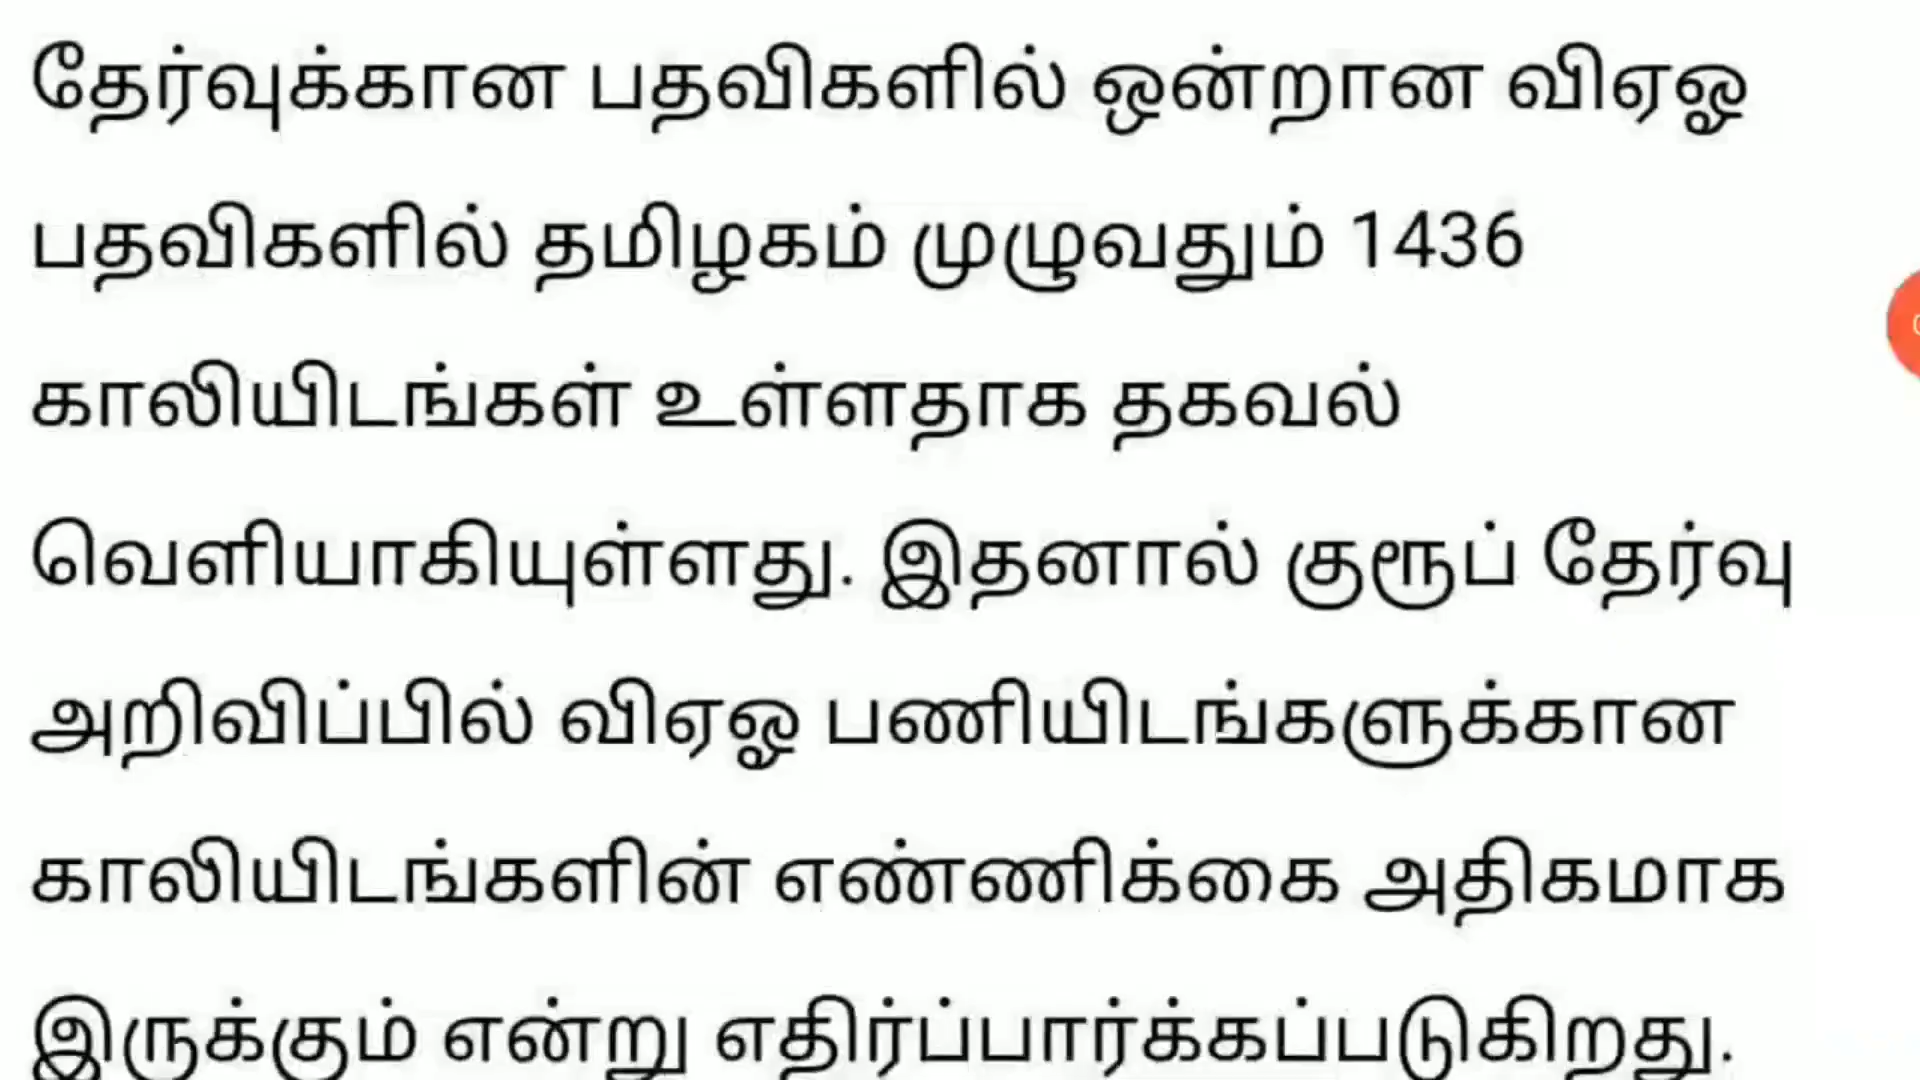 தேர்வுக்கான பதவிகளில் ஒன்றான விஏஓ
பதவிகளில் தமிழகம் முழுவதும் 1436
காலியிடங்கள் உள்ளதாக தகவல்
வெளியாகியுள்ளது. இதனால் குரூப் தேர்வு
அறிவிப்பில் விஏஓ பணியிடங்களுக்கான
காலியிடங்களின் எண்ணிக்கை அதிகமாக
இருக்கும் என்று எதிர்ப்பார்க்கப்படுகிறது.